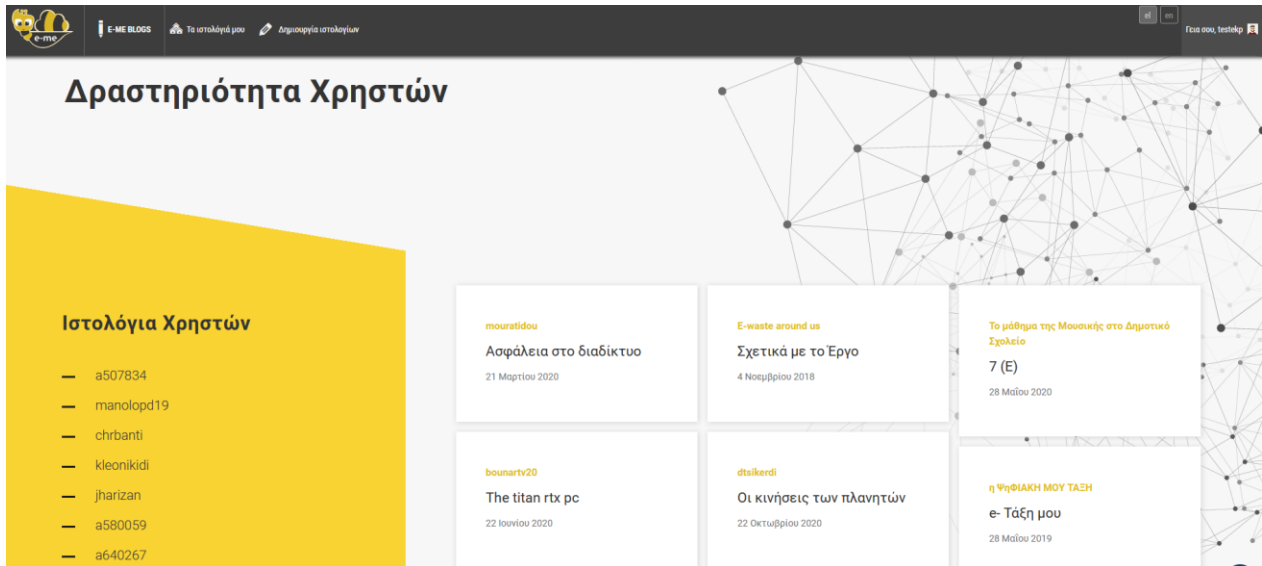 e-me
E-ME BLOGS
Τα ιστολόγιά μου
Δημιουργία ιστολογίων
el
en
Γεια σου, testekp
Δραστηριότητα Χρηστών
Ιστολόγια Χρηστών
a507834
manolopd19
chrbanti
kleonikidi
jharizan
a580059
a640267
mouratidou
Ασφάλεια στο διαδίκτυο
21 Μαρτίου 2020
E-waste around us
Σχετικά με το Έργο
4 Νοεμβρίου 2018
Το μάθημα της Μουσικής στο Δημοτικό
Σχολείο
7 (Ε)
28 Μαΐου 2020
bounartv20
The titan rtx pc
22 Ιουνίου 2020
dtsikerdi
Οι κινήσεις των πλανητών
22 Οκτωβρίου 2020
η ΨηΦΙΑΚΗ ΜΟΥ ΤΑΞΗ
e- Τάξη μου
28 Μαΐου 2019